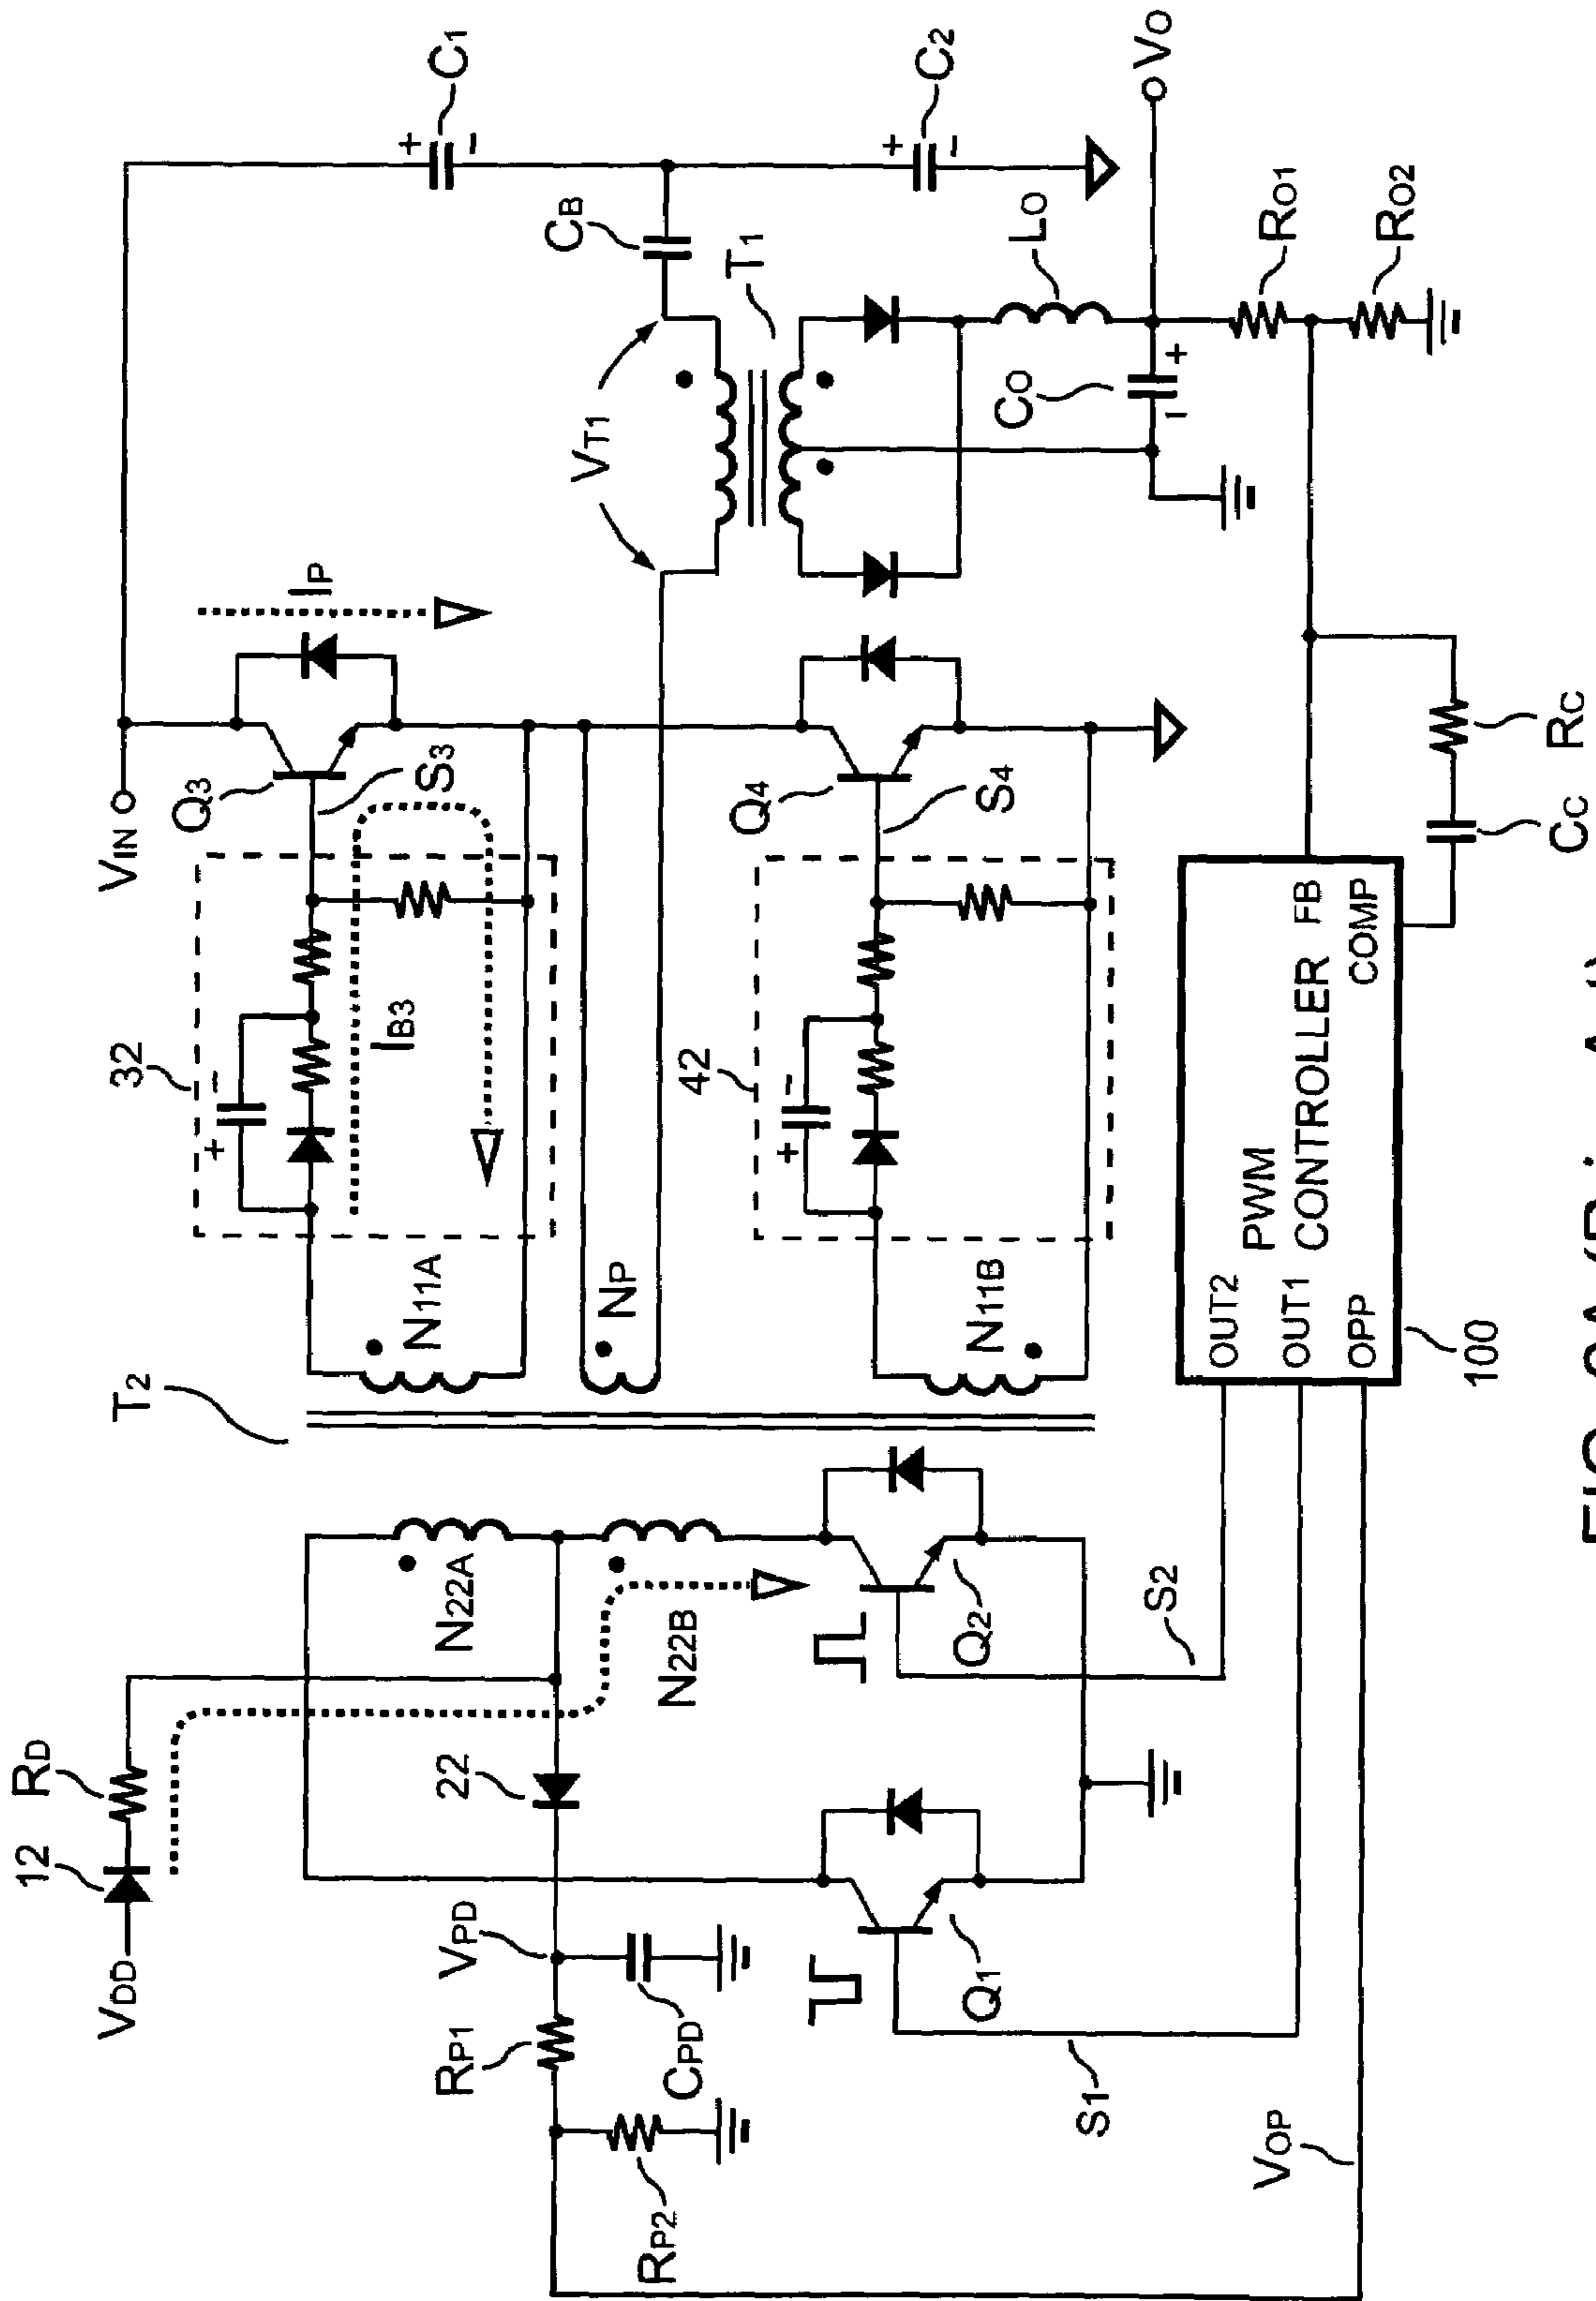 VDD
12
RD
T2
VIN
C1
C2
32
Q3
IP
IB3
S3
N11A
NP
VT1
CB
T1
LO
CO
VO
RO1
RO2
N22A
N22B
22
VPD
RP1
CPD
RP2
42
Q4
S4
N11B
Q1
Q2
S1
S2
VOP
OUT2
PWM
OUT1
CONTROLLER
FB
OPP
COMP
100
CC
RC
+
-
+
-
+
-
+
-
+
-